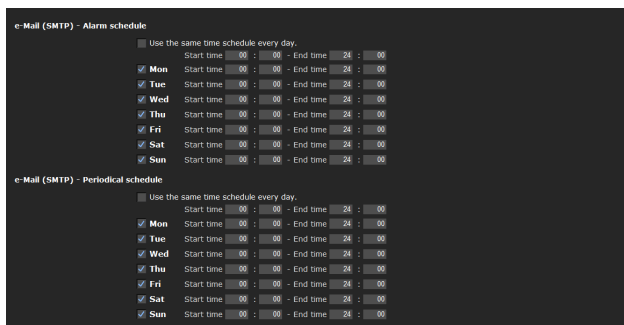 e-Mail (SMTP) - Alarm schedule
Use the same time schedule every day.
Start time 00 : 00 - End time 24 : 00
Mon Start time 00 : 00 - End time 24 : 00
Tue Start time 00 : 00 - End time 24 : 00
Wed Start time 00 : 00 - End time 24 : 00
Thu Start time 00 : 00 - End time 24 : 00
Fri Start time 00 : 00 - End time 24 : 00
Sat Start time 00 : 00 - End time 24 : 00
Sun Start time 00 : 00 - End time 24 : 00
e-Mail (SMTP) - Periodical schedule
Use the same time schedule every day.
Start time 00 : 00 - End time 24 : 00
Mon Start time 00 : 00 - End time 24 : 00
Tue Start time 00 : 00 - End time 24 : 00
Wed Start time 00 : 00 - End time 24 : 00
Thu Start time 00 : 00 - End time 24 : 00
Fri Start time 00 : 00 - End time 24 : 00
Sat Start time 00 : 00 - End time 24 : 00
Sun Start time 00 : 00 - End time 24 : 00